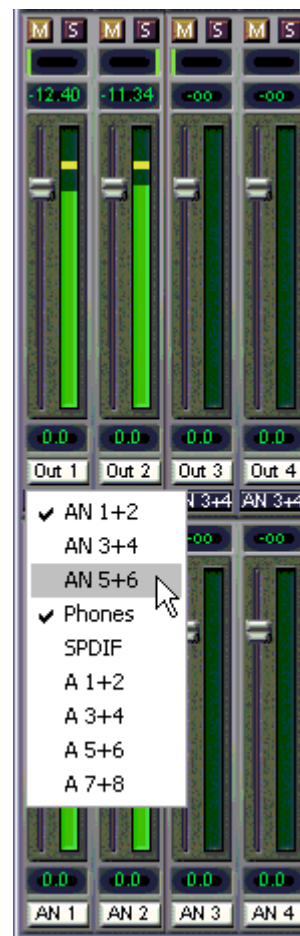 M S M S M S M S
-12.40 -11.34 -oo -oo
0.0 0.0 0.0 0.0
Out 1 Out 2 Out 3 Out 4
AN 3+4 AN 3+4
✔ AN 1+2
AN 3+4
AN 5+6
✔ Phones
SPDIF
A 1+2
A 3+4
A 5+6
A 7+8
-oo -oo
0.0 0.0 0.0 0.0
AN 1 AN 2 AN 3 AN 4